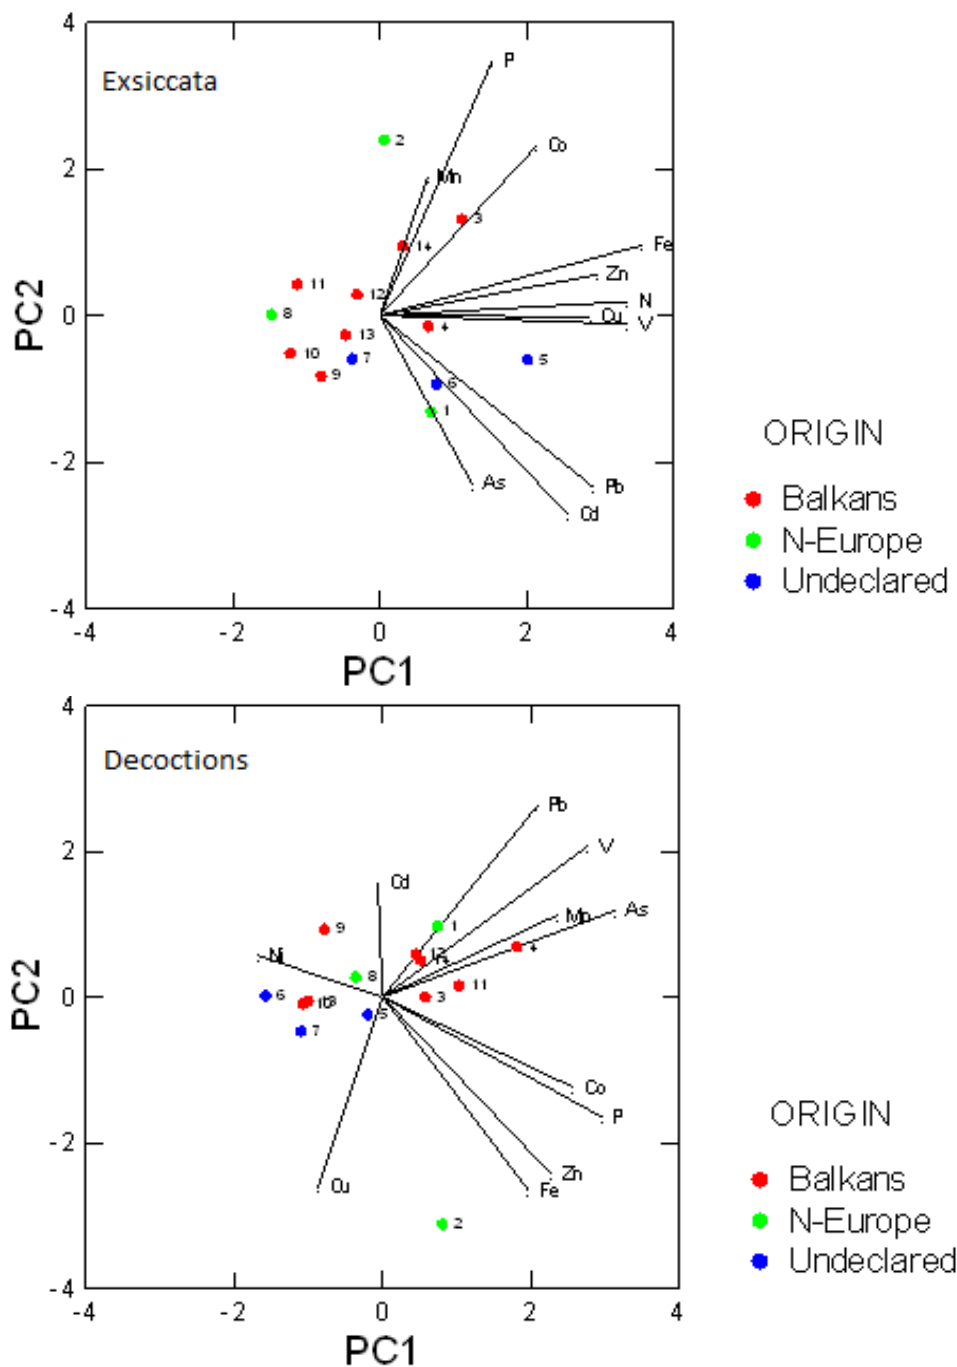 4
P
Exsiccata
2
Co
2
Mn
3
14
Fe
Zn
11
12
N
PC2
0
8
Cu
V
13
4
10
7
5
9
6
1
ORIGIN
-2
As
Pb
Cd
Balkans
N-Europe
Undeclared
-4
-4 -2 0 2 4
PC1
4
Decoctions
Pb
2
V
Cd
As
Mn
9
1
12
4
Ni
8
11
PC2
0
6
3
10
5
7
Co
P
ORIGIN
-2
Zn
Cu
Fe
Balkans
2
N-Europe
Undeclared
-4
-4 -2 0 2 4
PC1